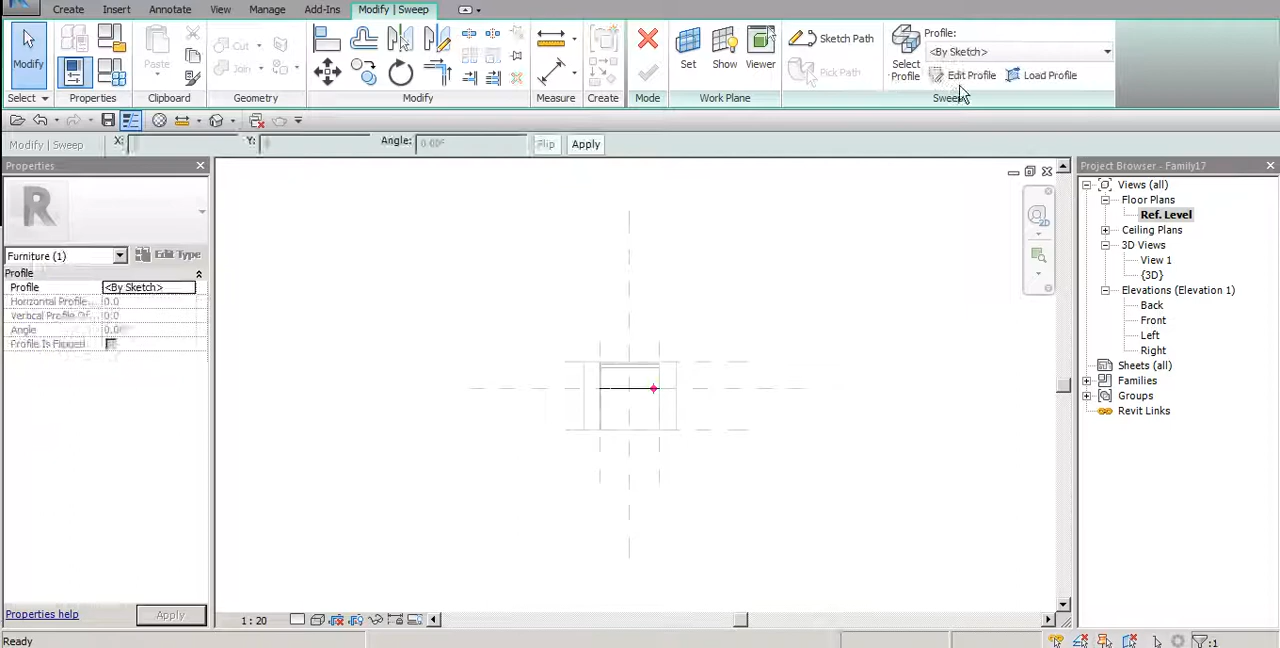 Create Insert Annotate View Manage Add-Ins Modify | Sweep
Modify
Paste
Cut
Join
Set
Show
Viewer
Sketch Path
Pick Path
Select
Profile
Profile:
<By Sketch>
Edit Profile
Load Profile
Select
Properties
Clipboard
Geometry
Modify
Measure
Create
Mode
Work Plane
Sweep
Modify | Sweep
X:
Y:
Angle:
0.00°
Flip
Apply
Properties
R
Furniture (1)
Edit Type
Profile
Profile <By Sketch>
Horizontal Profile... 0.0
Vertical Profile Of... 0.0
Angle 0.00°
Profile Is Flipped
Properties help
Apply
1 : 20
2D
Project Browser - Family17
Views (all)
Floor Plans
Ref. Level
Ceiling Plans
3D Views
View 1
{3D}
Elevations (Elevation 1)
Back
Front
Left
Right
Sheets (all)
Families
Groups
Revit Links
Ready
:1